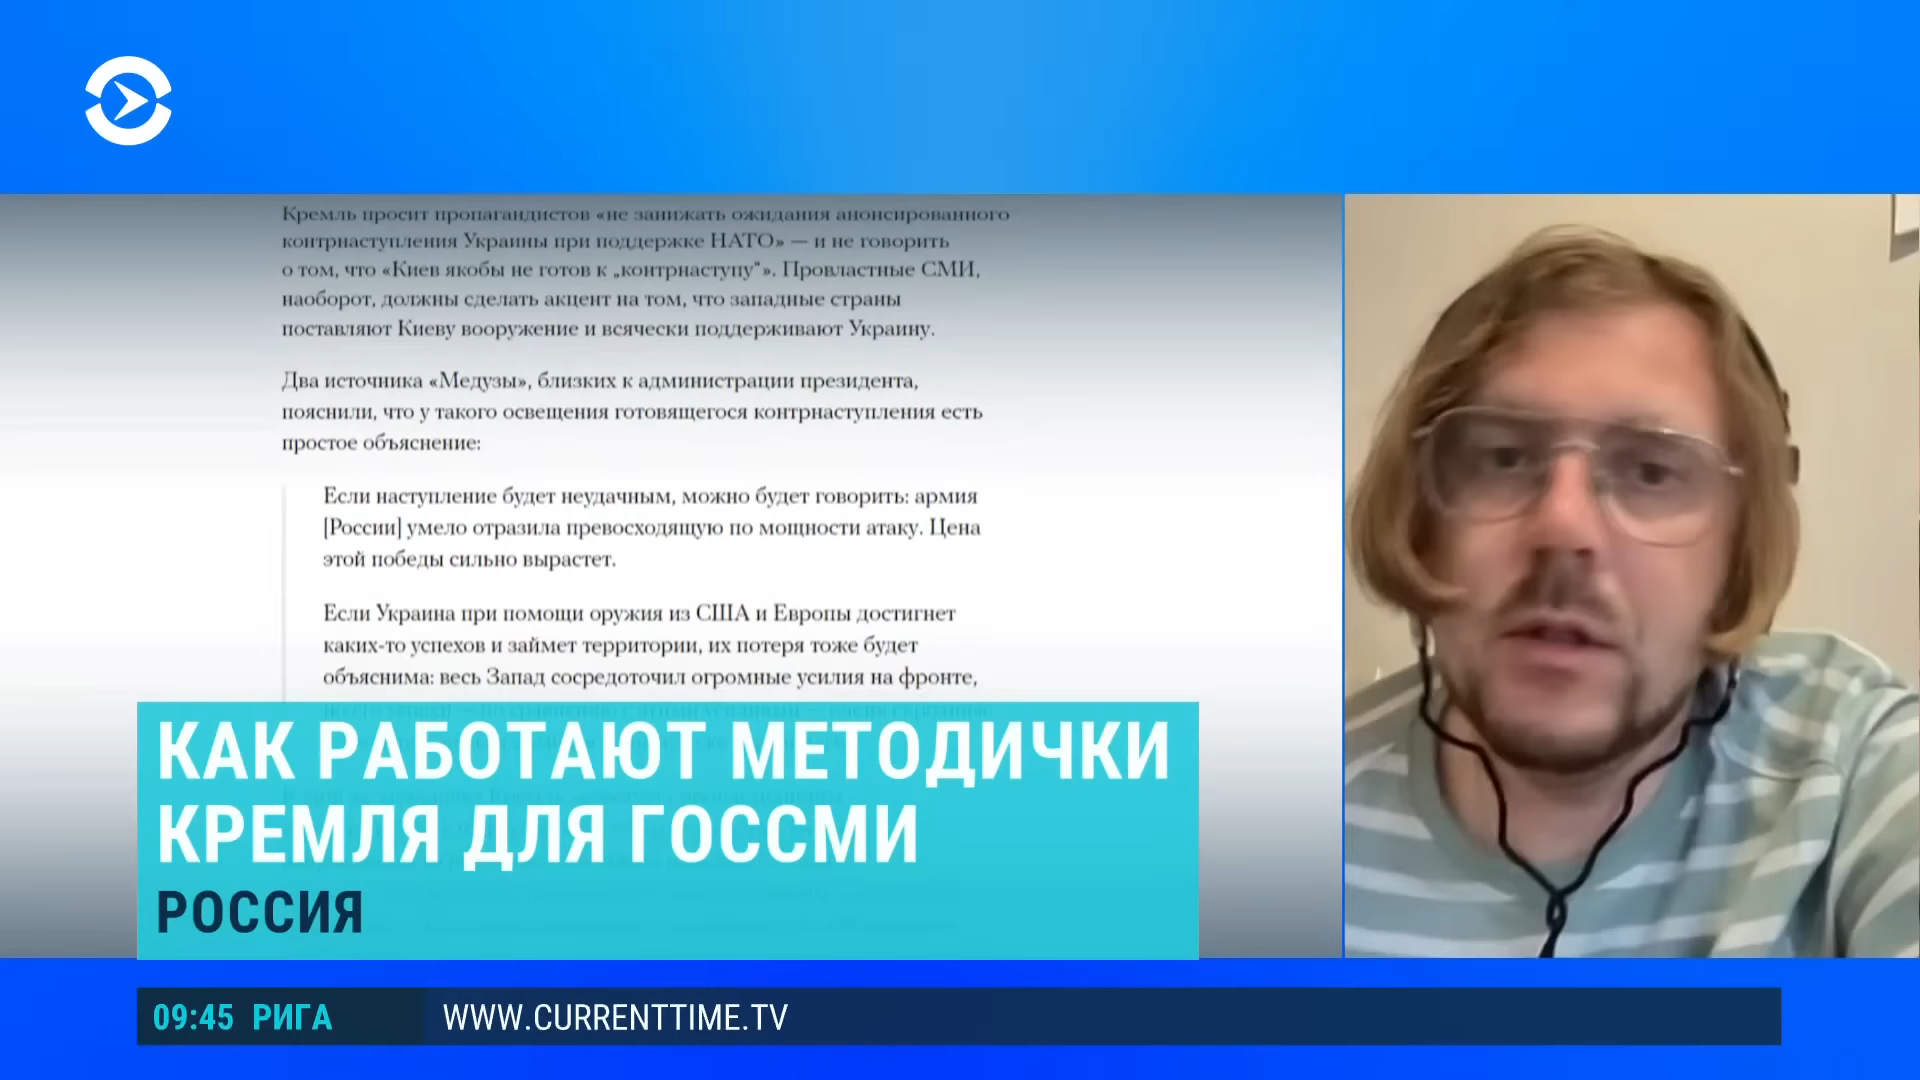 Кремль просит пропагандистов «не занижать ожидания анонсированного
контрнаступления Украины при поддержке НАТО» — и не говорить
о том, что «Киев якобы не готов к „контрнаступу“». Провластные СМИ,
наоборот, должны сделать акцент на том, что западные страны
поставляют Киеву вооружение и всячески поддерживают Украину.
Два источника «Медузы», близких к администрации президента,
пояснили, что у такого освещения готовящегося контрнаступления есть
простое объяснение:
Если наступление будет неудачным, можно будет говорить: армия
[России] умело отразила превосходящую по мощности атаку. Цена
этой победы сильно вырастет.
Если Украина при помощи оружия из США и Европы достигнет
каких-то успехов и займет территории, их потеря тоже будет
объяснима: весь Запад сосредоточил огромные усилия на фронте,
КАК РАБОТАЮТ МЕТОДИЧКИ
КРЕМЛЯ ДЛЯ ГОССМИ
РОССИЯ
09:45 РИГА
WWW.CURRENTTIME.TV